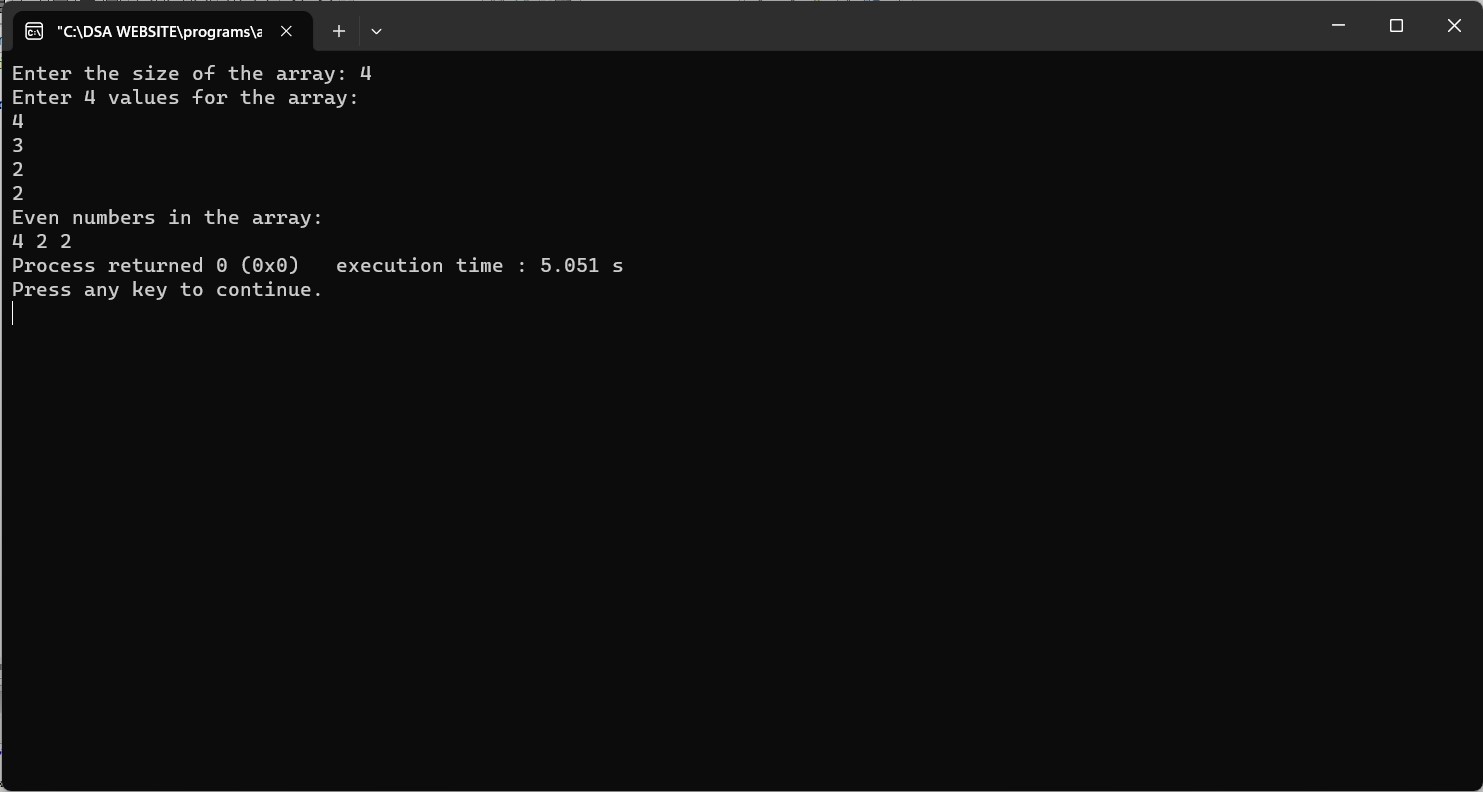 "C:\DSA WEBSITE\programs\a
Enter the size of the array: 4
Enter 4 values for the array:
4
3
2
2
Even numbers in the array:
4 2 2
Process returned 0 (0x0)   execution time : 5.051 s
Press any key to continue.